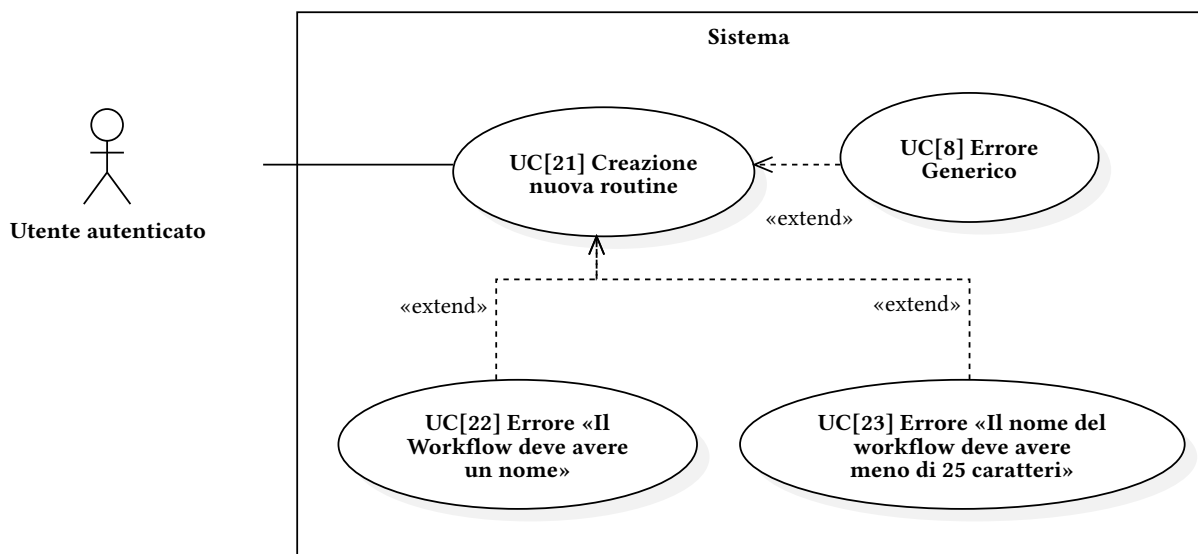 Sistema
UC[21] Creazione
nuova routine
UC[8] Errore
Generico
«extend»
Utente autenticato
«extend»
«extend»
UC[22] Errore «Il
Workflow deve avere
un nome»
UC[23] Errore «Il nome del
workflow deve avere
meno di 25 caratteri»